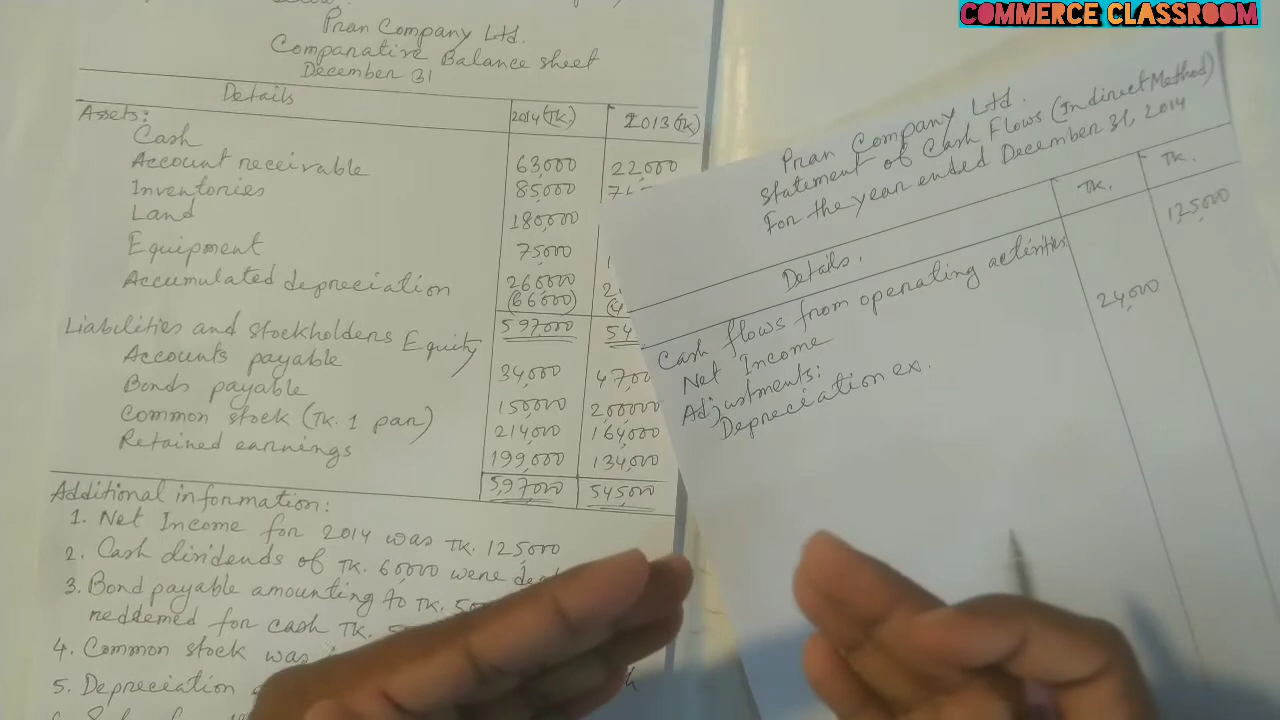 COMMERCE CLASSROOM
Pran Company Ltd.
Comparative Balance sheet
December 31
Details 2014(TK) 2013(TK)
Assets:
Cash 63,000 22,000
Account receivable 85,000
Inventories 180,000
Land 75,000
Equipment 266,000
Accumulated depreciation (66,000)
597,000
Liabilities and stockholders Equity
Accounts payable 34,000 47,000
Bonds payable 150,000 200,000
Common stock (TK. 1 par) 214,000 164,000
Retained earnings 199,000 134,000
5,97,000 545,000
Additional information:
1. Net Income for 2014 was TK. 125000
2. Cash dividends of TK. 60,000 were
3. Bond payable amounting to TK.
reddemed for cash TK.
4. Common stock was
5. Depreciation
Pran Company Ltd.
Statement of Cash Flows (Indirect Method)
For the year ended December 31, 2014
Details. TK. TK.
Cash flows from operating activities
Net Income 125,000
Adjustments:
Depreciation ex. 24,000